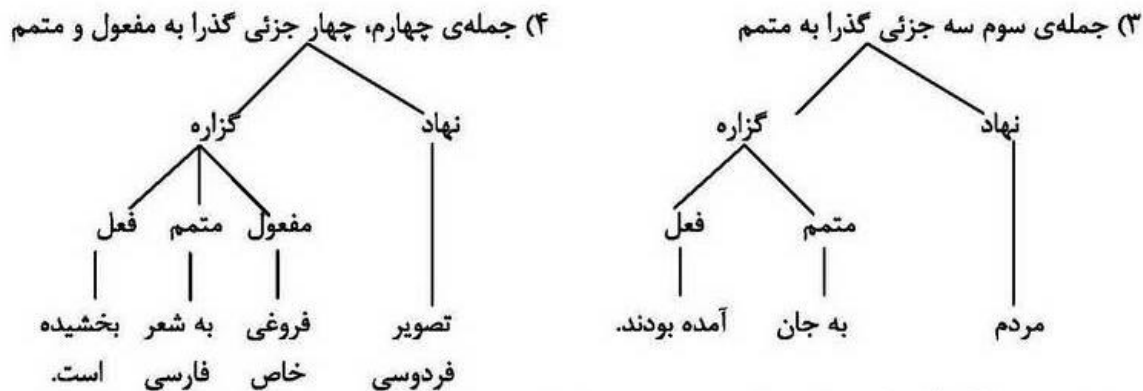 ۳) جمله‌ی سوم سه جزئی گذرا به متمم
نهاد گزاره
متمم فعل
مردم به جان آمده بودند.
۴) جمله‌ی چهارم، چهار جزئی گذرا به مفعول و متمم
نهاد گزاره
مفعول متمم فعل
تصویر فروغی به شعر بخشیده
فردوسی خاص فارسی است.